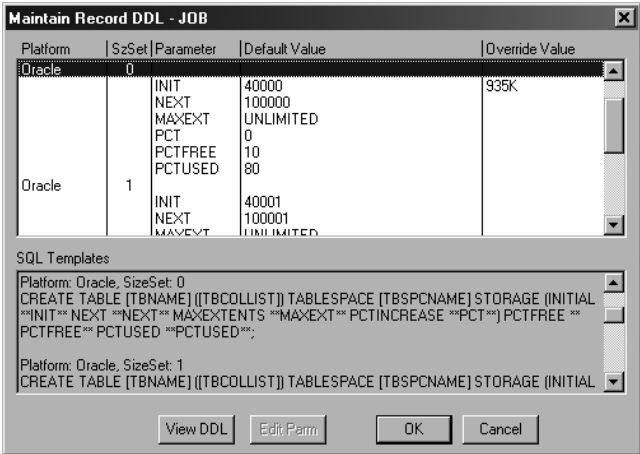 Maintain Record DDL - JOB
Platform SzSet Parameter Default Value Override Value
Oracle 0
INIT 40000 935K
NEXT 100000
MAXEXT UNLIMITED
PCT 0
PCTFREE 10
PCTUSED 80
Oracle 1
INIT 40001
NEXT 100001
MAXEXT UNLIMITED
SQL Templates
Platform: Oracle, SizeSet: 0
CREATE TABLE [TBNAME] ([TBCOLLIST]) TABLESPACE [TBSPCNAME] STORAGE (INITIAL
**INIT** NEXT **NEXT** MAXEXTENTS **MAXEXT** PCTINCREASE **PCT**) PCTFREE **
PCTFREE** PCTUSED **PCTUSED**;
Platform: Oracle, SizeSet: 1
CREATE TABLE [TBNAME] ([TBCOLLIST]) TABLESPACE [TBSPCNAME] STORAGE (INITIAL
View DDL Edit Parm OK Cancel